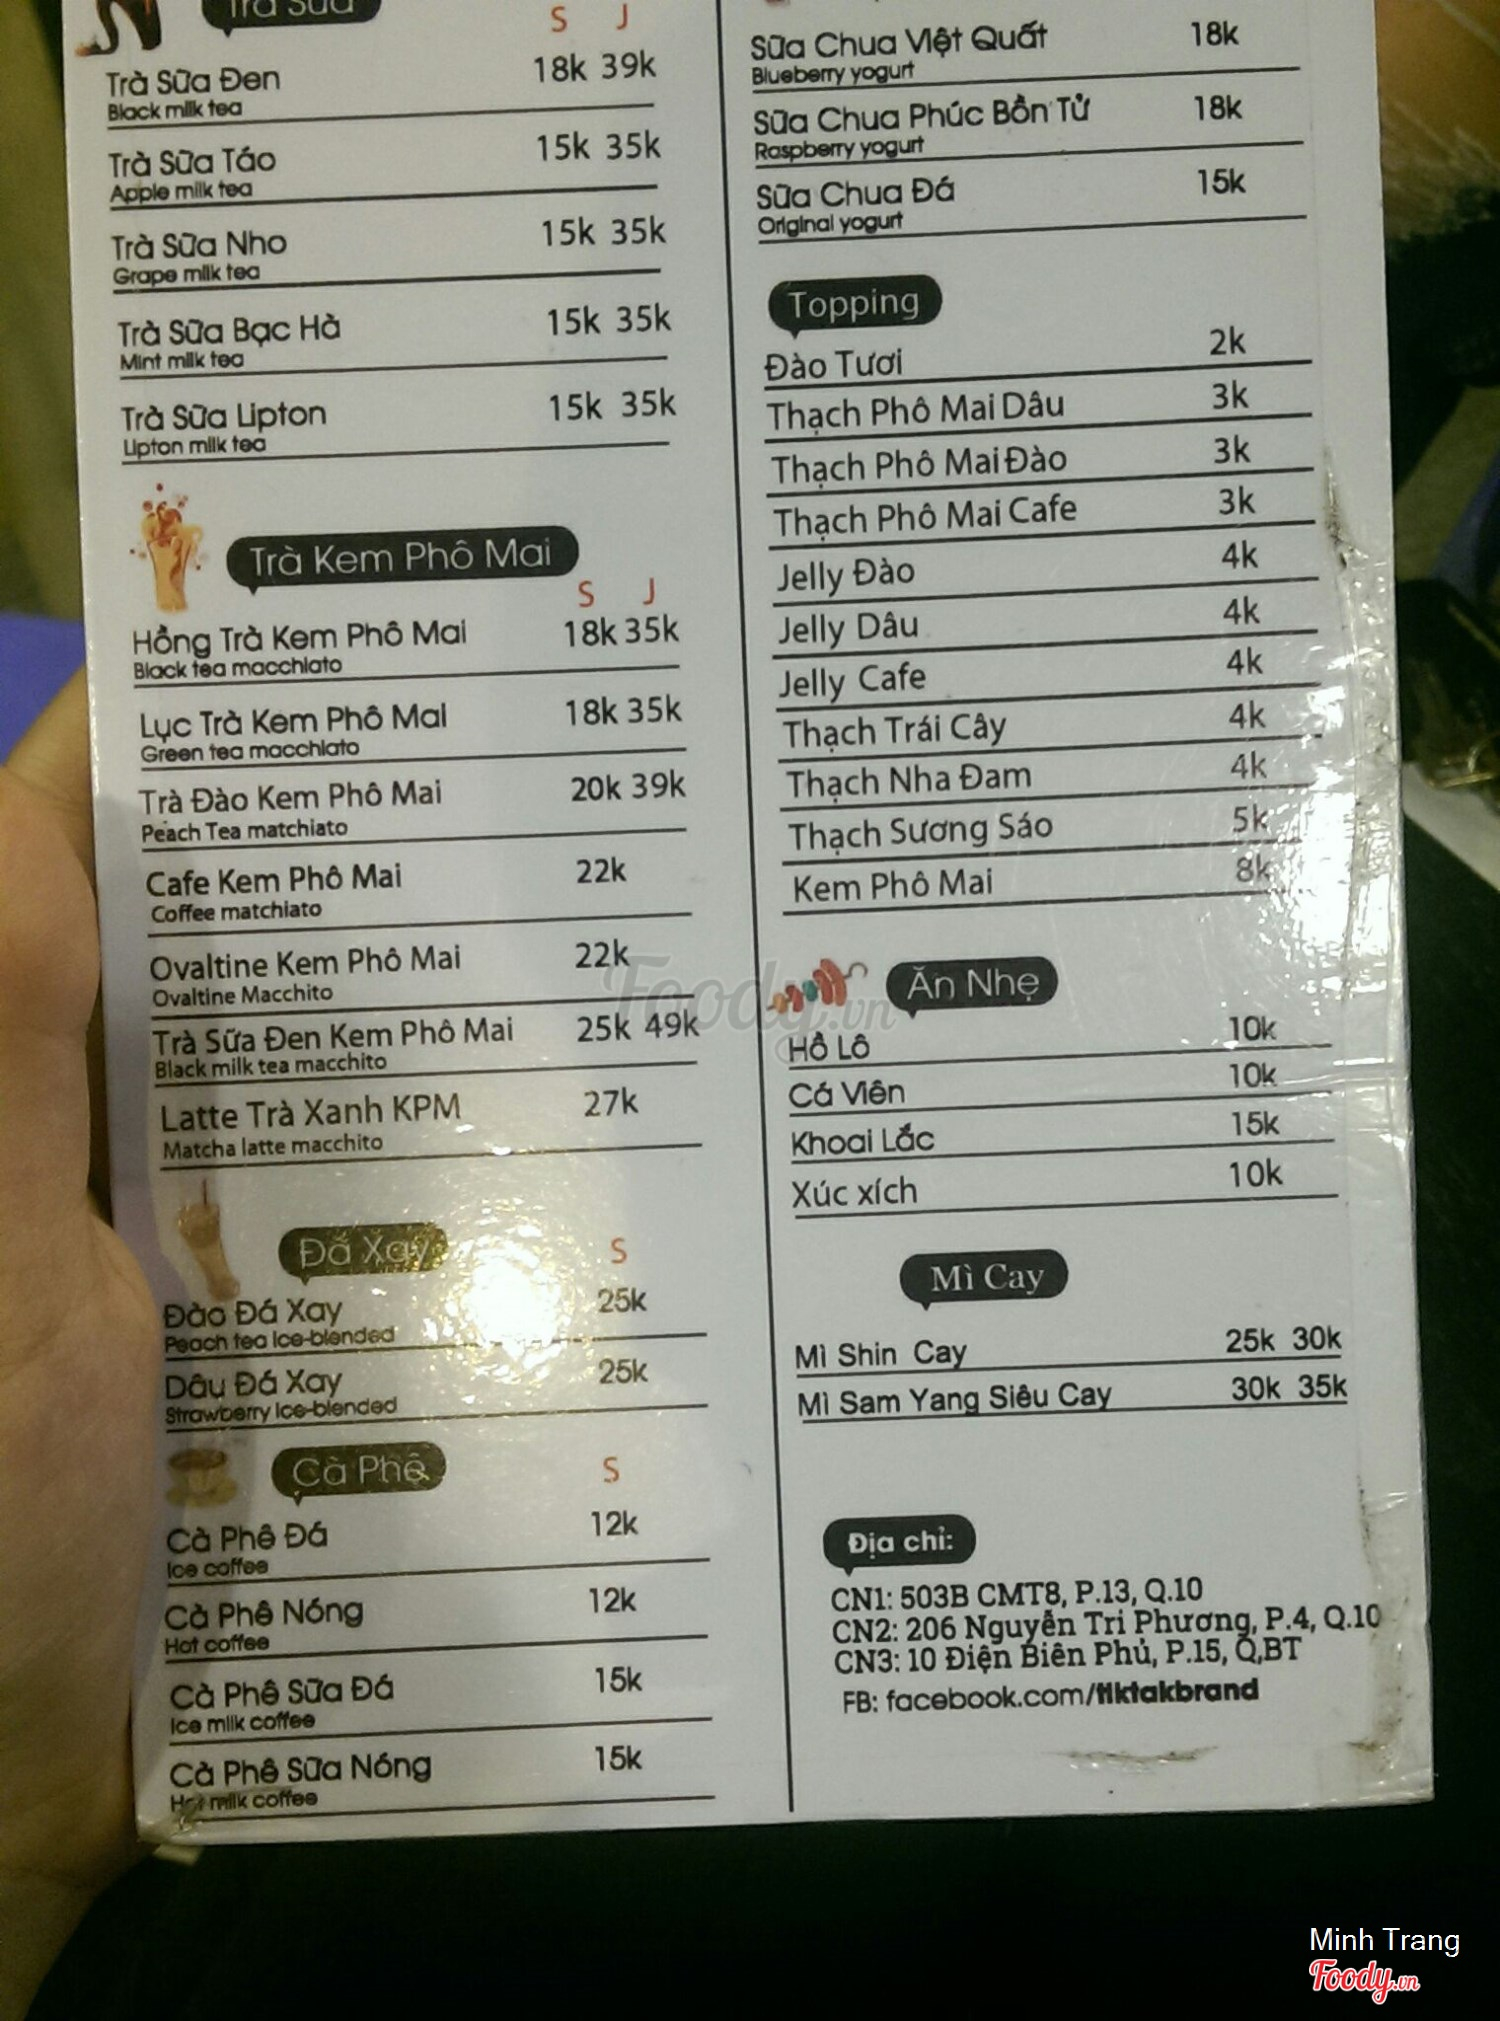 Trà Sữa
S J
Trà Sữa Đen 18k 39k
Black milk tea
Trà Sữa Táo 15k 35k
Apple milk tea
Trà Sữa Nho 15k 35k
Grape milk tea
Trà Sữa Bạc Hà 15k 35k
Mint milk tea
Trà Sữa Lipton 15k 35k
Lipton milk tea
Trà Kem Phô Mai
S J
Hồng Trà Kem Phô Mai 18k 35k
Black tea macchiato
Lục Trà Kem Phô Mai 18k 35k
Green tea macchiato
Trà Đào Kem Phô Mai 20k 39k
Peach Tea matchiato
Cafe Kem Phô Mai 22k
Coffee matchiato
Ovaltine Kem Phô Mai 22k
Ovaltine Macchito
Trà Sữa Đen Kem Phô Mai 25k 49k
Black milk tea macchito
Latte Trà Xanh KPM 27k
Matcha latte macchito
Đá Xay
S
Đào Đá Xay 25k
Peach tea Ice-blended
Dâu Đá Xay 25k
Strawberry Ice-blended
Cà Phê
S
Cà Phê Đá 12k
Ice coffee
Cà Phê Nóng 12k
Hot coffee
Cà Phê Sữa Đá 15k
Ice milk coffee
Cà Phê Sữa Nóng 15k
Hot milk coffee
Sữa Chua Việt Quất 18k
Blueberry yogurt
Sữa Chua Phúc Bồn Tử 18k
Raspberry yogurt
Sữa Chua Đá 15k
Original yogurt
Topping
Đào Tươi 2k
Thạch Phô Mai Dâu 3k
Thạch Phô Mai Đào 3k
Thạch Phô Mai Cafe 3k
Jelly Đào 4k
Jelly Dâu 4k
Jelly Cafe 4k
Thạch Trái Cây 4k
Thạch Nha Đam 4k
Thạch Sương Sáo 5k
Kem Phô Mai 8k
Ăn Nhẹ
Hồ Lô 10k
Cá Viên 10k
Khoai Lắc 15k
Xúc xích 10k
Mì Cay
Mì Shin Cay 25k 30k
Mì Sam Yang Siêu Cay 30k 35k
Địa chỉ:
CN1: 503B CMT8, P.13, Q.10
CN2: 206 Nguyễn Tri Phương, P.4, Q.10
CN3: 10 Điện Biên Phủ, P.15, Q,BT
FB: facebook.com/tiktakbrand
Foody.vn
Minh Trang
Foody.vn